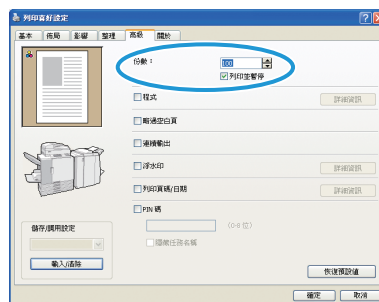 列印喜好設定
基本 佈局 影像 整理 高級 關於
份數： 100
列印並暫停
程式 詳細資訊
略過空白頁
連續輸出
浮水印 詳細資訊
列印頁碼/日期 詳細資訊
PIN 碼
(0-8 位)
隱藏任務名稱
儲存/調用設定
輸入/清除
恢復預設值
確定 取消